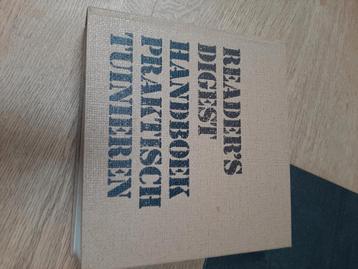 READER'S
DIGEST
HANDBOEK
PRAKTISCH
TUINIEREN